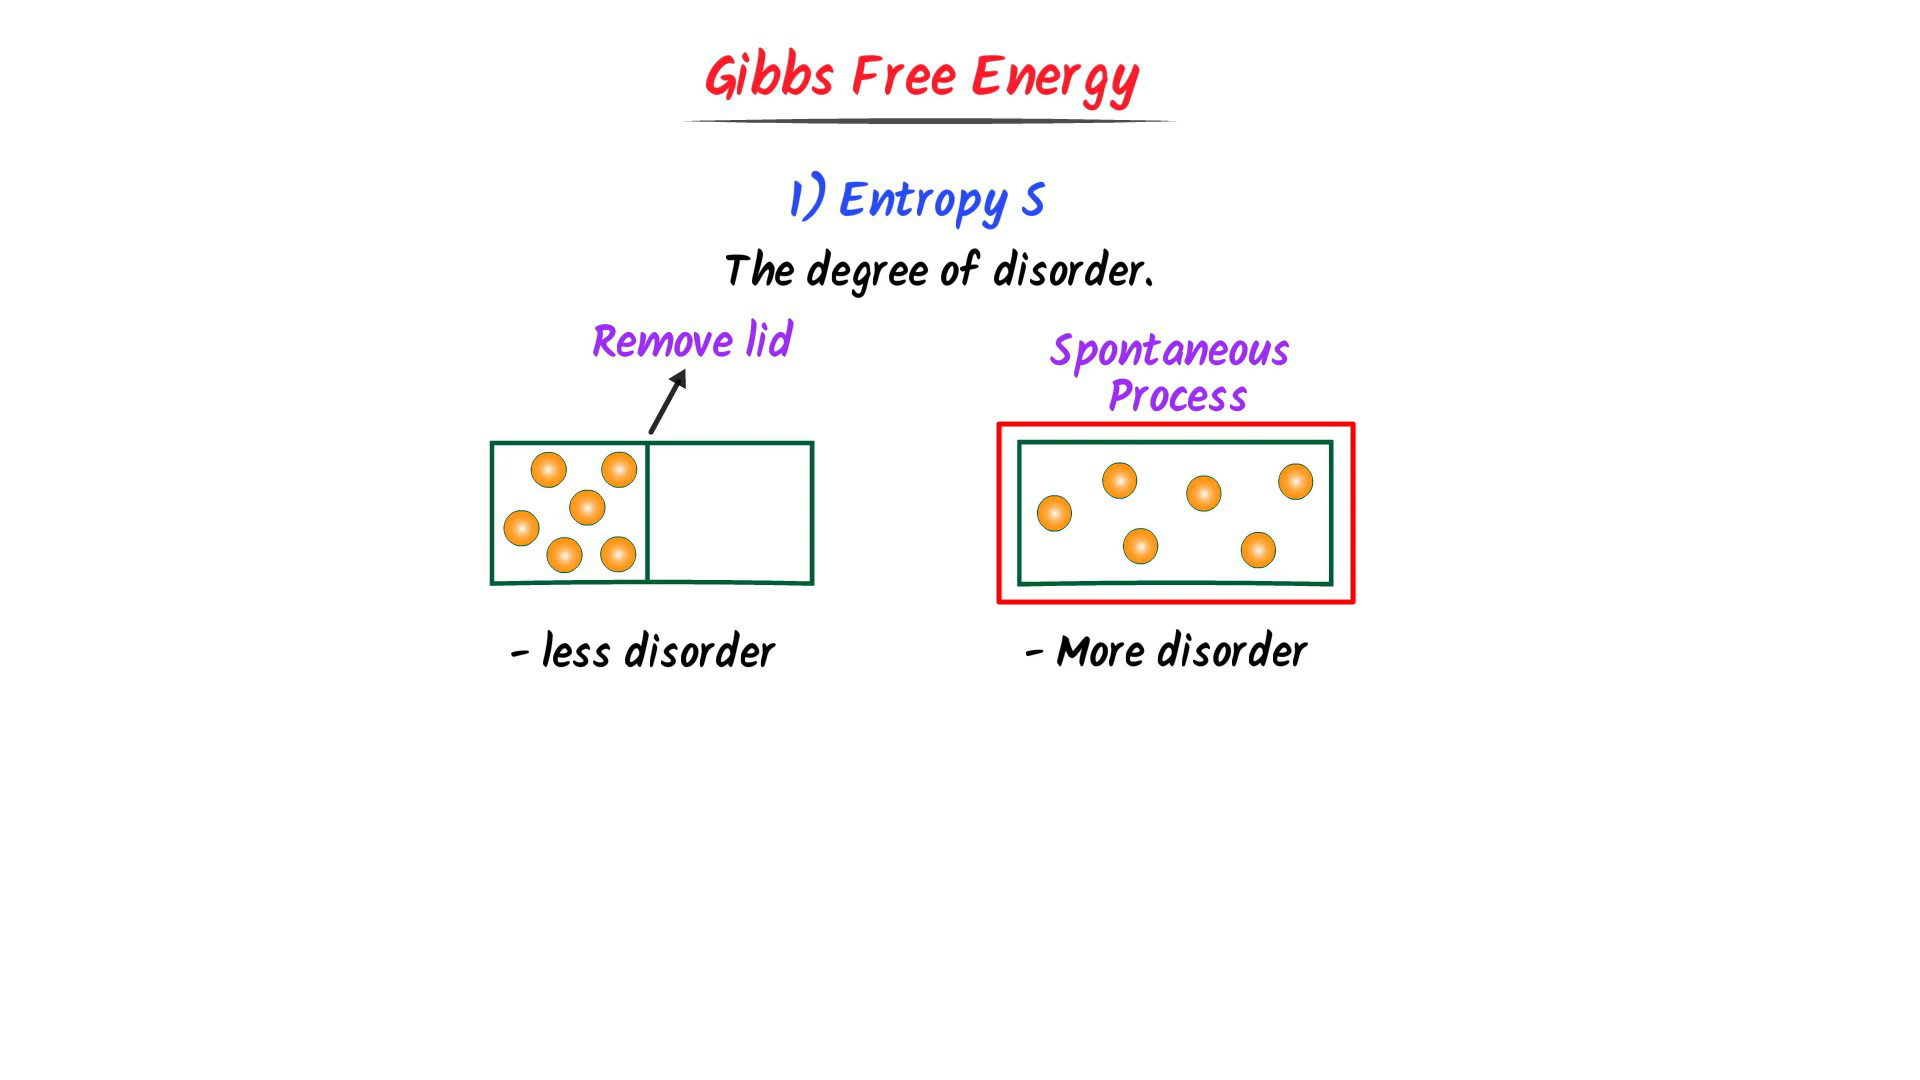 Gibbs Free Energy
1) Entropy S
The degree of disorder.
Remove lid
Spontaneous
Process
- less disorder
- More disorder